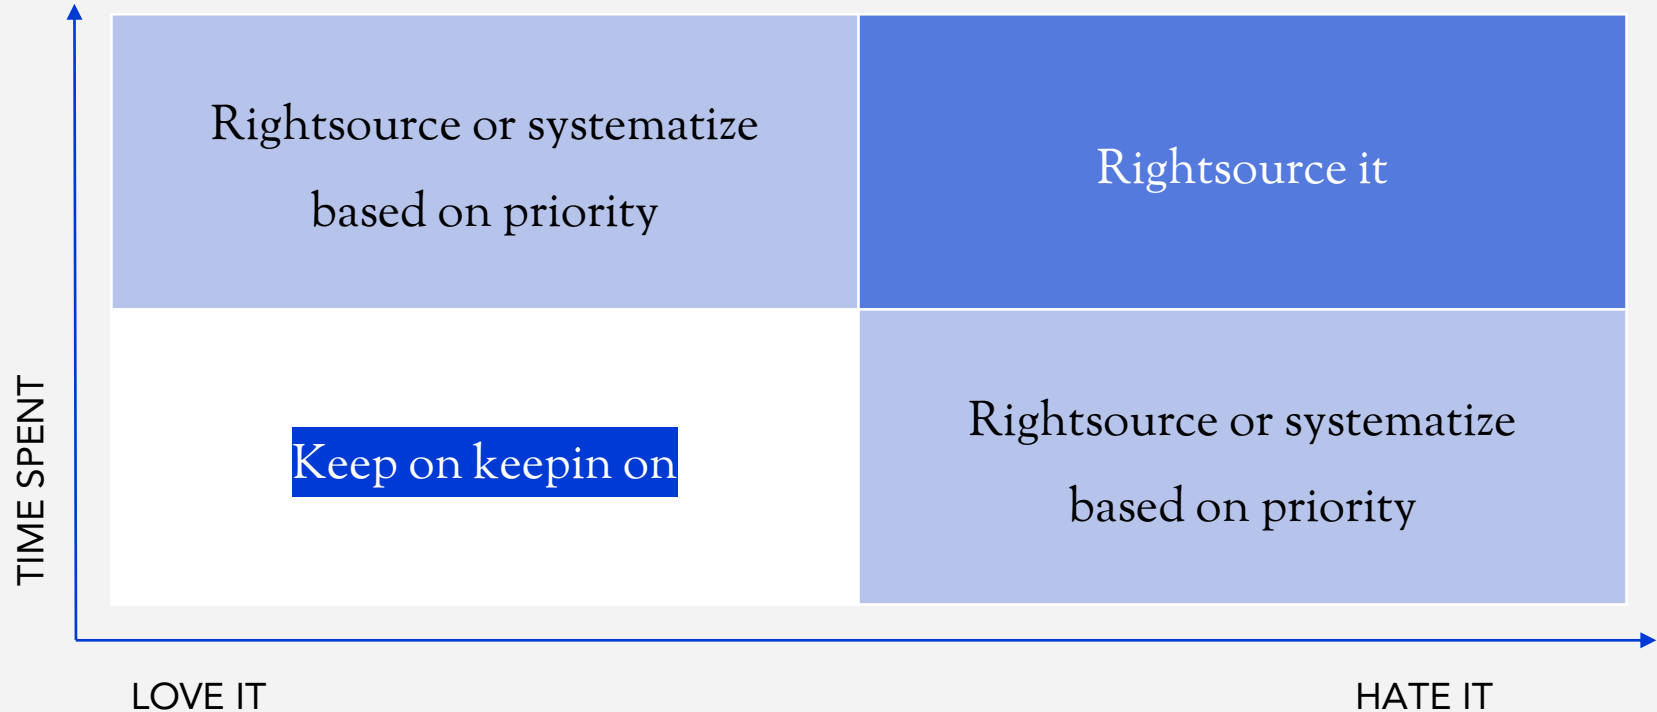 Rightsource or systematize
based on priority
Rightsource it
Keep on keepin on
Rightsource or systematize
based on priority
TIME SPENT
LOVE IT
HATE IT